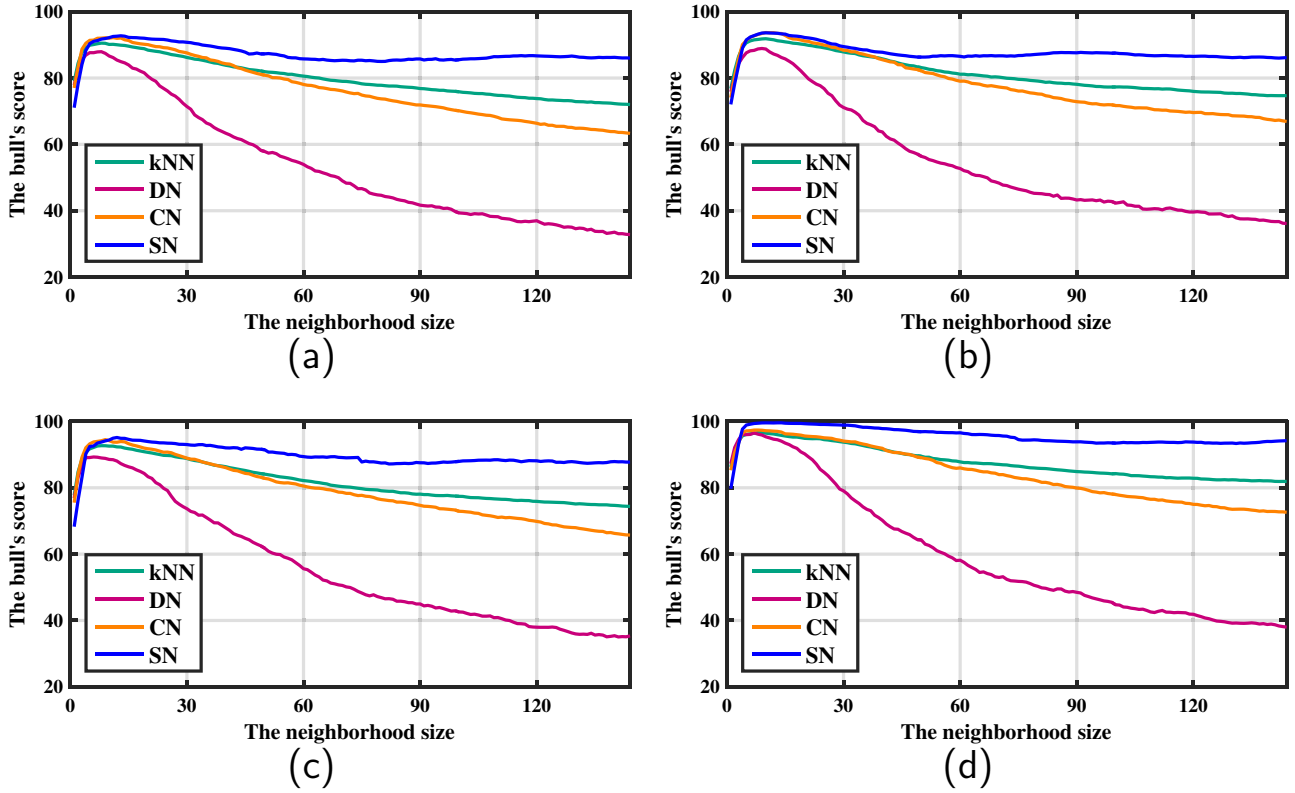 100
80
60
40
20
The bull's score
kNN
DN
CN
SN
0 30 60 90 120
The neighborhood size
(a)
100
80
60
40
20
The bull's score
kNN
DN
CN
SN
0 30 60 90 120
The neighborhood size
(b)
100
80
60
40
20
The bull's score
kNN
DN
CN
SN
0 30 60 90 120
The neighborhood size
(c)
100
80
60
40
20
The bull's score
kNN
DN
CN
SN
0 30 60 90 120
The neighborhood size
(d)